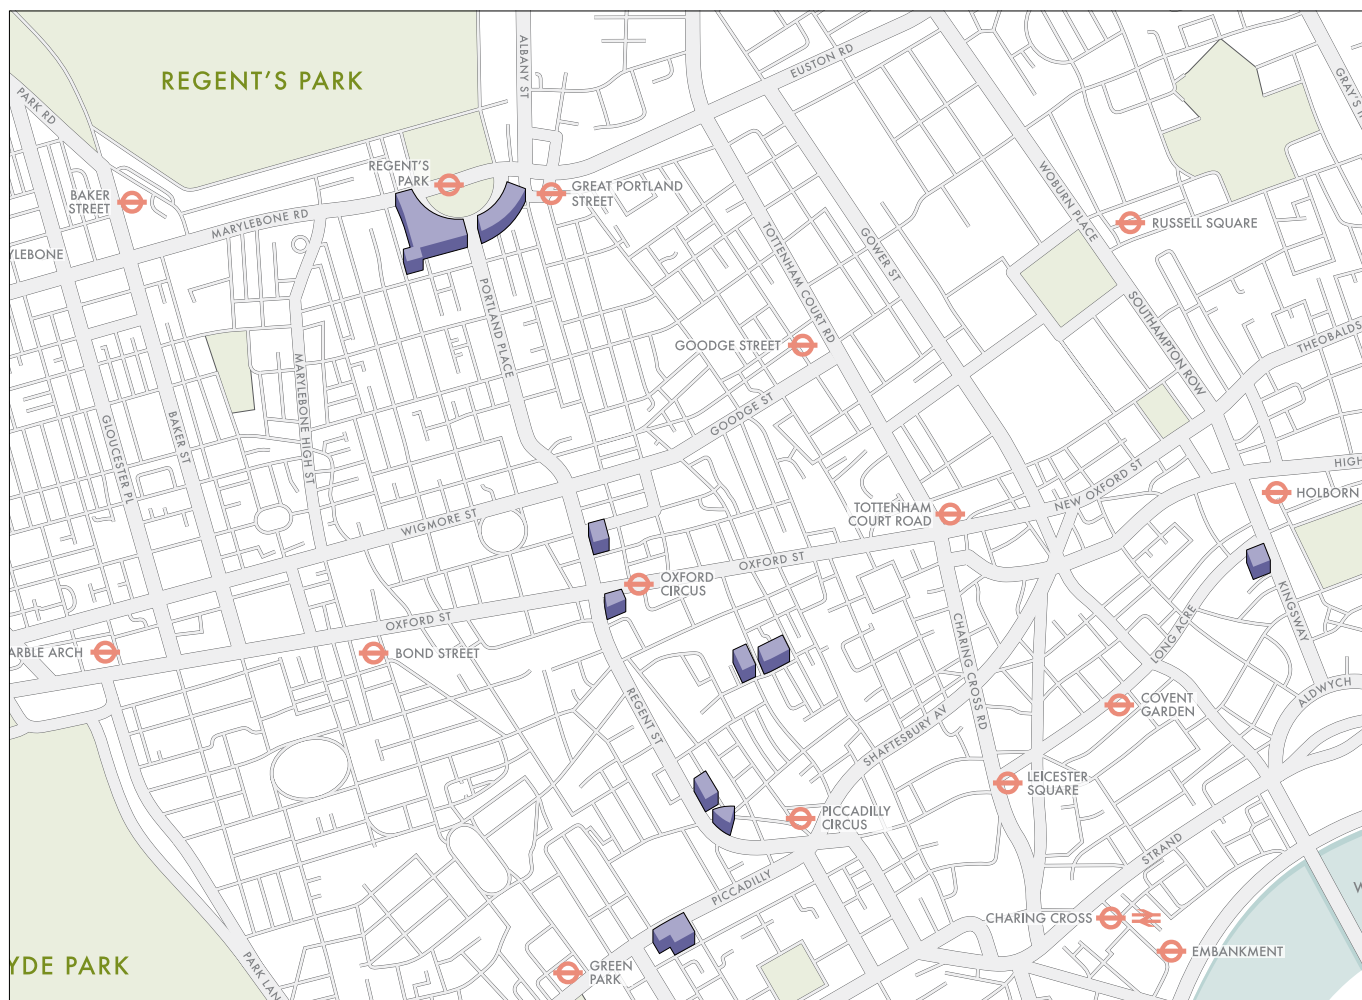 REGENT'S PARK
ALBANY ST
EUSTON RD
GRAY'S
PARK RD
REGENT'S
PARK
BAKER
STREET
GREAT PORTLAND
STREET
WOBURN PLACE
RUSSELL SQUARE
MARYLEBONE RD
YLEBONE
TOTTENHAM COURT RD
GOWER ST
PORTLAND PLACE
SOUTHAMPTON ROW
THEOBALDS
GOODGE STREET
MARYLEBONE HIGH ST
GOODGE ST
GLOUCESTER PL
BAKER ST
HIGH
NEW OXFORD ST
HOLBORN
TOTTENHAM
COURT ROAD
WIGMORE ST
OXFORD ST
OXFORD
CIRCUS
KINGSWAY
OXFORD ST
LONG ACRE
CHARING CROSS RD
ARBLE ARCH
BOND STREET
ALDWYCH
COVENT
GARDEN
REGENT ST
SHAFTESBURY AV
LEICESTER
SQUARE
PICCADILLY
CIRCUS
STRAND
PICCADILLY
W
CHARING CROSS
EMBANKMENT
YDE PARK
PARK LAN
GREEN
PARK